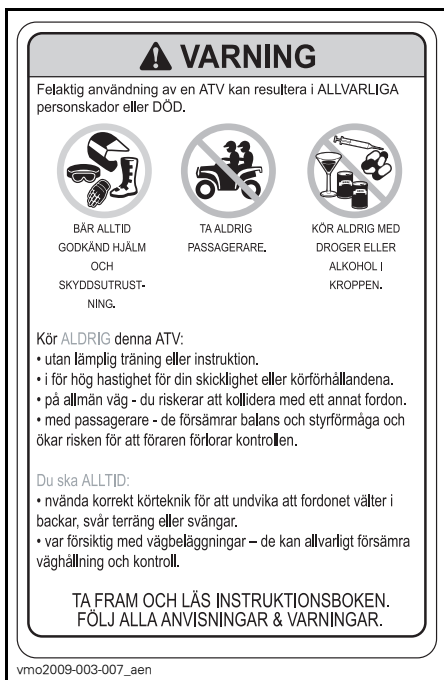 VARNING
Felaktig användning av en ATV kan resultera i ALLVARLIGA
personskador eller DÖD.
BÄR ALLTID
GODKÄND HJÄLM
OCH
SKYDDSUTRUST-
NING.
TA ALDRIG
PASSAGERARE.
KÖR ALDRIG MED
DROGER ELLER
ALKOHOL I
KROPPEN.
Kör ALDRIG denna ATV:
• utan lämplig träning eller instruktion.
• i för hög hastighet för din skicklighet eller körförhållandena.
• på allmän väg - du riskerar att kollidera med ett annat fordon.
• med passagerare - de försämrar balans och styrförmåga och
ökar risken för att föraren förlorar kontrollen.
Du ska ALLTID:
• nvända korrekt körteknik för att undvika att fordonet välter i
backar, svår terräng eller svängar.
• var försiktig med vägbeläggningar – de kan allvarligt försämra
väghållning och kontroll.
TA FRAM OCH LÄS INSTRUKTIONSBOKEN.
FÖLJ ALLA ANVISNINGAR & VARNINGAR.
vmo2009-003-007_aen